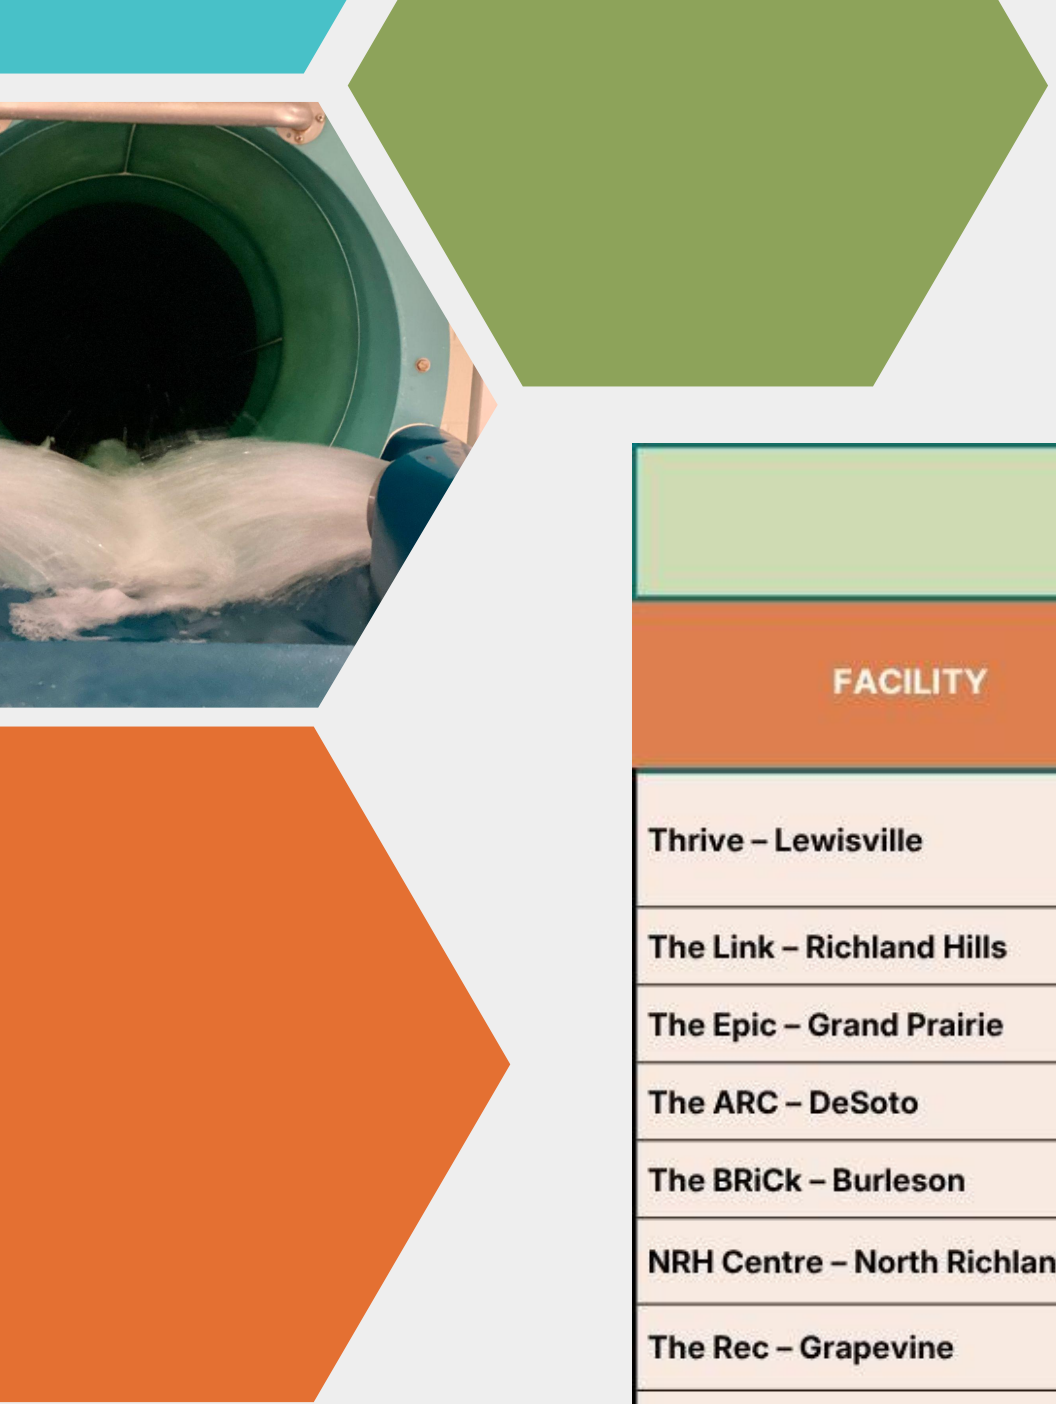 FACILITY
Thrive – Lewisville
The Link – Richland Hills
The Epic – Grand Prairie
The ARC – DeSoto
The BRiCk – Burleson
NRH Centre – North Richlan
The Rec – Grapevine